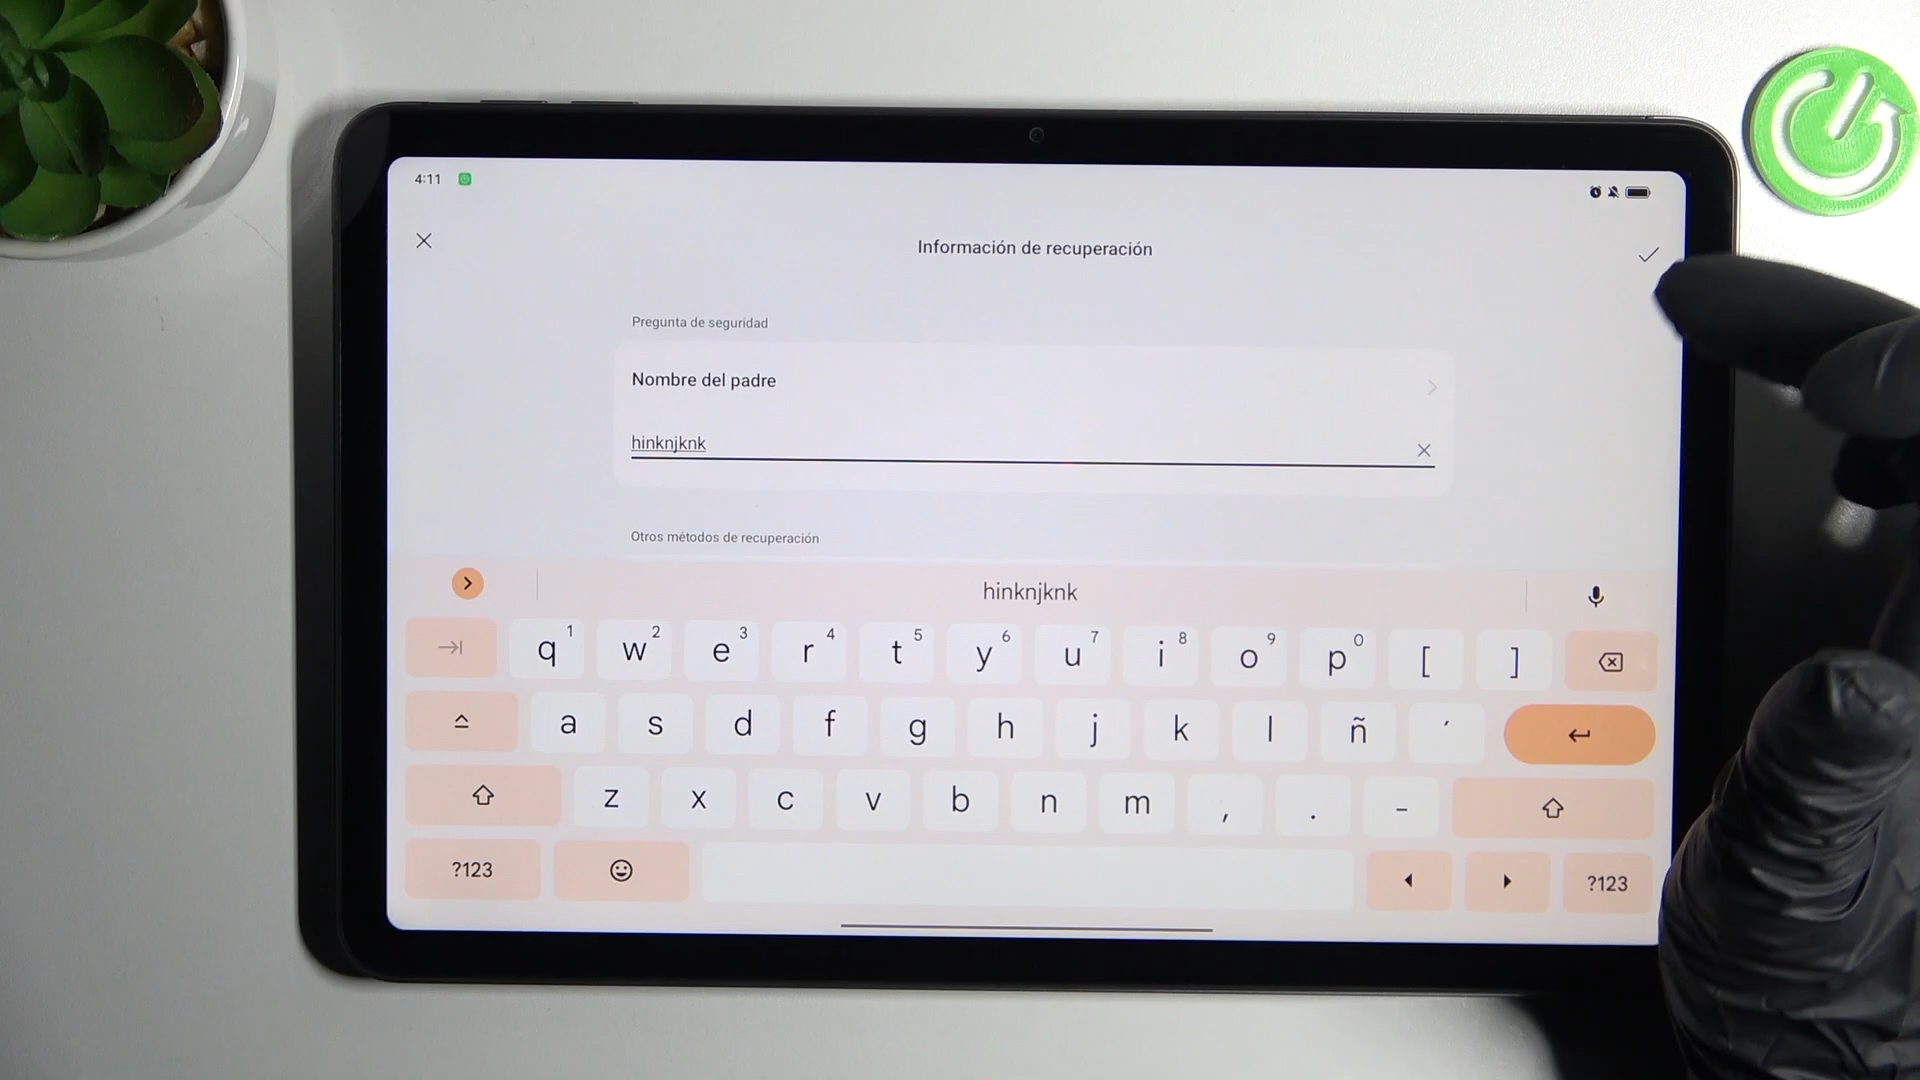 4:11
Información de recuperación
Pregunta de seguridad
Nombre del padre
hinknjknk
Otros métodos de recuperación
hinknjknk
q 1 w 2 e 3 r 4 t 5 y 6 u 7 i 8 o 9 p 0 [ ]
a s d f g h j k l ñ ´
z x c v b n m , . -
?123 ?123